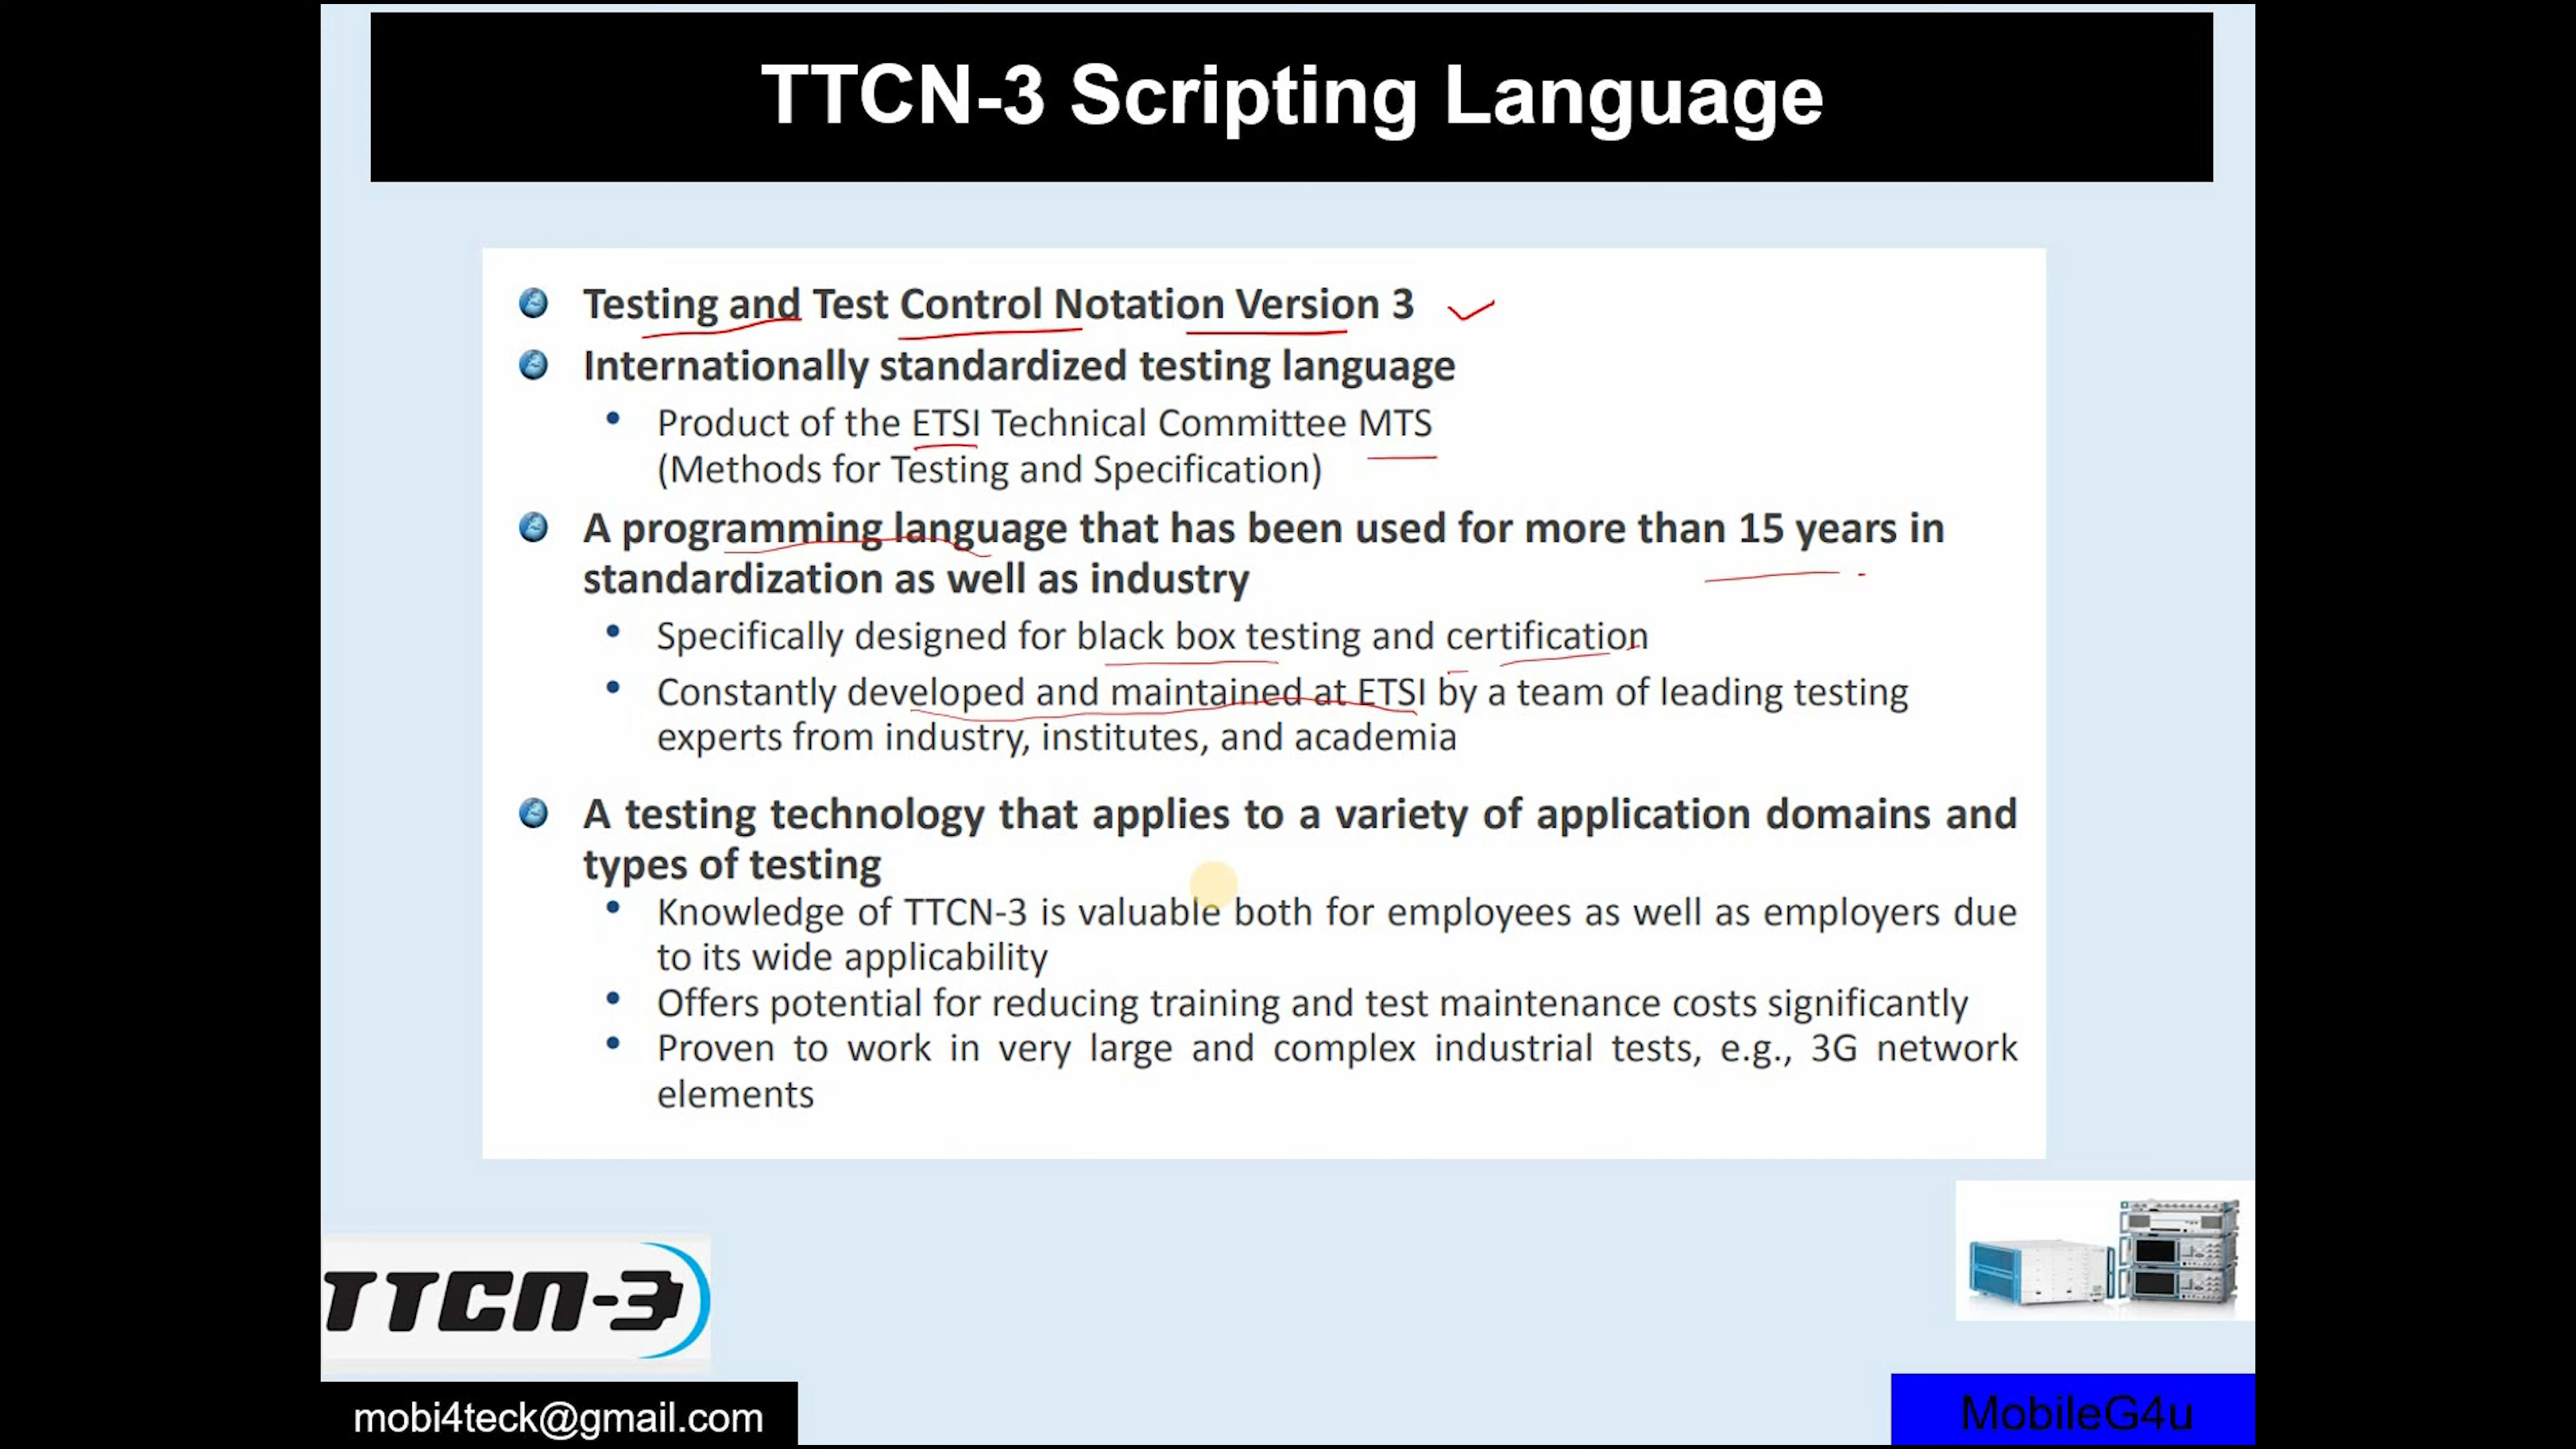 TTCN-3 Scripting Language
Testing and Test Control Notation Version 3
Internationally standardized testing language
Product of the ETSI Technical Committee MTS
(Methods for Testing and Specification)
A programming language that has been used for more than 15 years in
standardization as well as industry
Specifically designed for black box testing and certification
Constantly developed and maintained at ETSI by a team of leading testing
experts from industry, institutes, and academia
A testing technology that applies to a variety of application domains and
types of testing
Knowledge of TTCN-3 is valuable both for employees as well as employers due
to its wide applicability
Offers potential for reducing training and test maintenance costs significantly
Proven to work in very large and complex industrial tests, e.g., 3G network
elements
TTCN-3
mobi4teck@gmail.com
MobileG4u